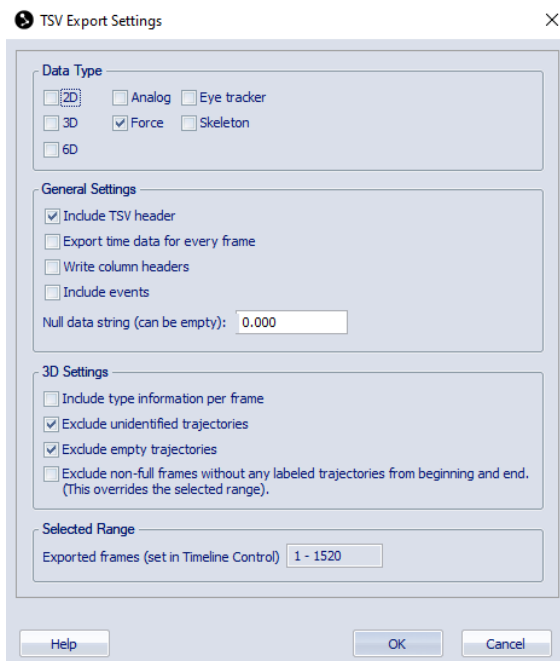 TSV Export Settings
Data Type
2D Analog Eye tracker
3D Force Skeleton
6D
General Settings
Include TSV header
Export time data for every frame
Write column headers
Include events
Null data string (can be empty): 0.000
3D Settings
Include type information per frame
Exclude unidentified trajectories
Exclude empty trajectories
Exclude non-full frames without any labeled trajectories from beginning and end.
(This overrides the selected range).
Selected Range
Exported frames (set in Timeline Control) 1 - 1520
Help OK Cancel